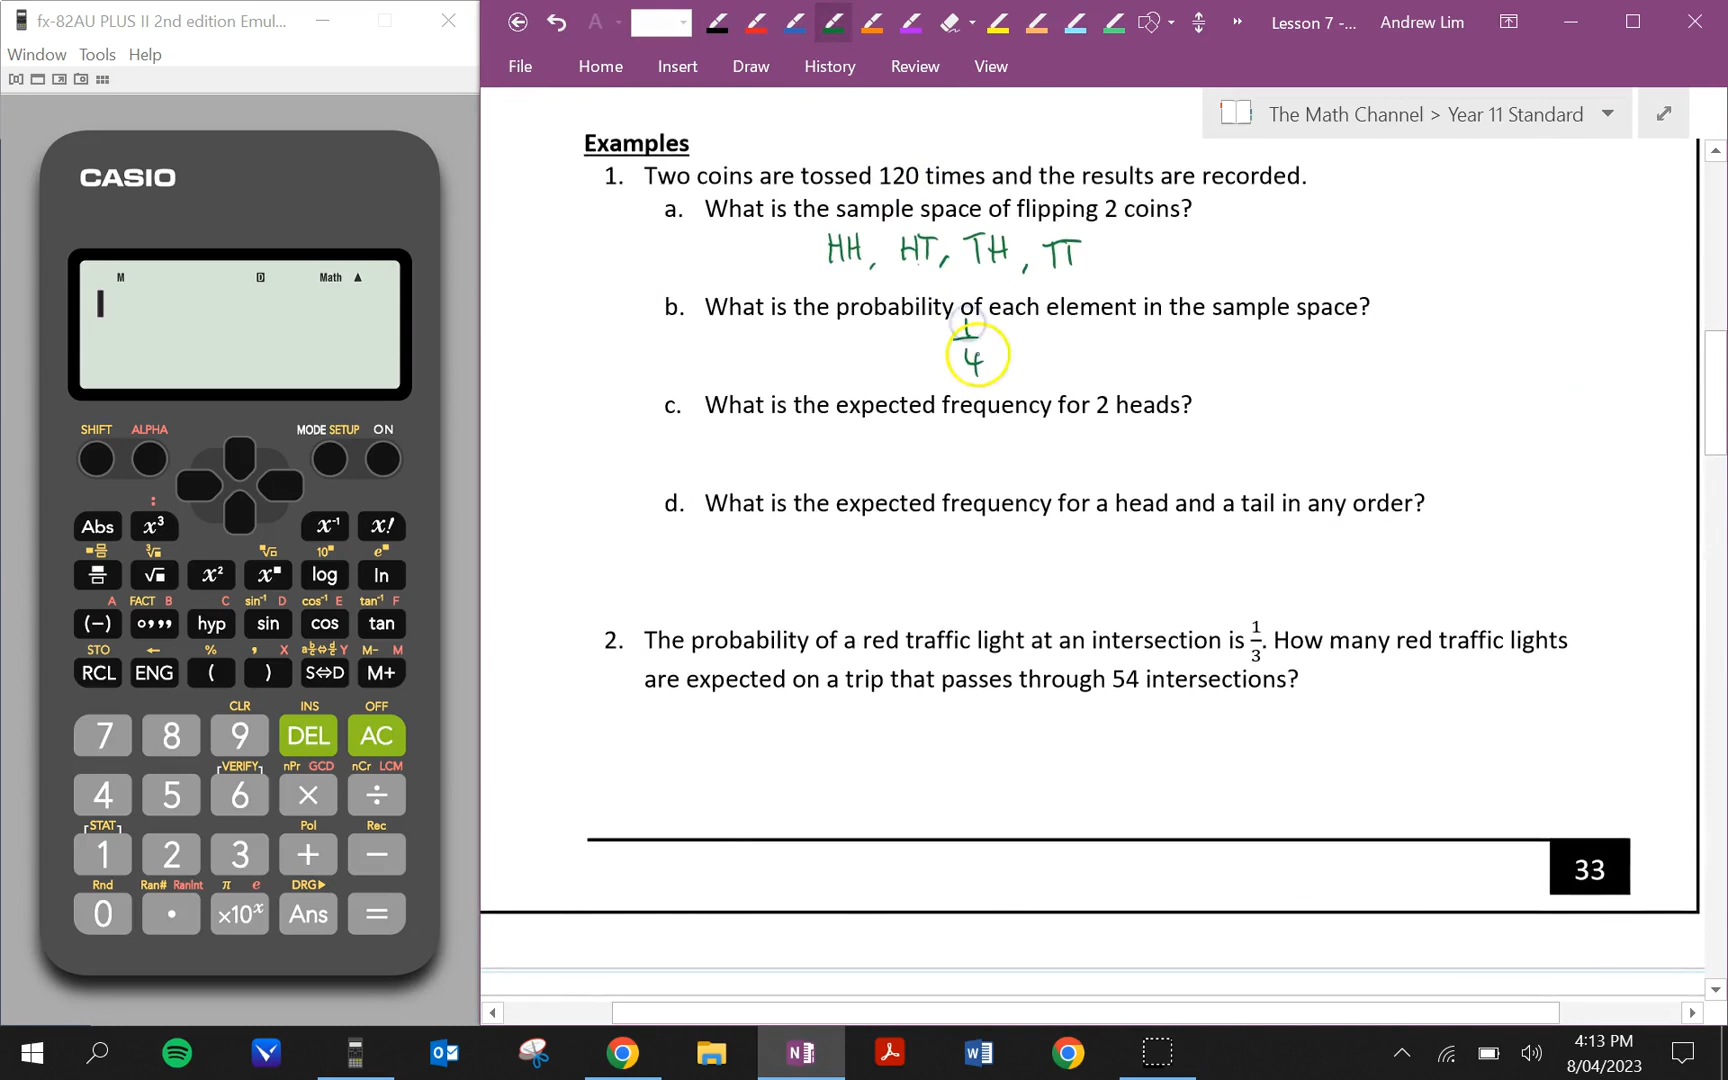 fx-82AU PLUS II 2nd edition Emul...
Window Tools Help
Lesson 7 -... Andrew Lim
File Home Insert Draw History Review View
The Math Channel > Year 11 Standard
CASIO
M D Math ▲
SHIFT ALPHA MODE SETUP ON
Abs x³ x⁻¹ x!
10■ e■
x² x■ log ln
A FACT B C sin⁻¹ D cos⁻¹ E tan⁻¹ F
(−) hyp sin cos tan
STO ← % , X Y M− M
RCL ENG ( ) S⇔D M+
CLR INS OFF
7 8 9 DEL AC
VERIFY nPr GCD nCr LCM
4 5 6 × ÷
STAT Pol Rec
1 2 3 + −
Rnd Ran# RanInt π e DRG▶
0 • ×10ˣ Ans =
Examples
1. Two coins are tossed 120 times and the results are recorded.
a. What is the sample space of flipping 2 coins?
HH, HT, TH, TT
b. What is the probability of each element in the sample space?
1
4
c. What is the expected frequency for 2 heads?
d. What is the expected frequency for a head and a tail in any order?
2. The probability of a red traffic light at an intersection is 1/3. How many red traffic lights
are expected on a trip that passes through 54 intersections?
33
4:13 PM
8/04/2023